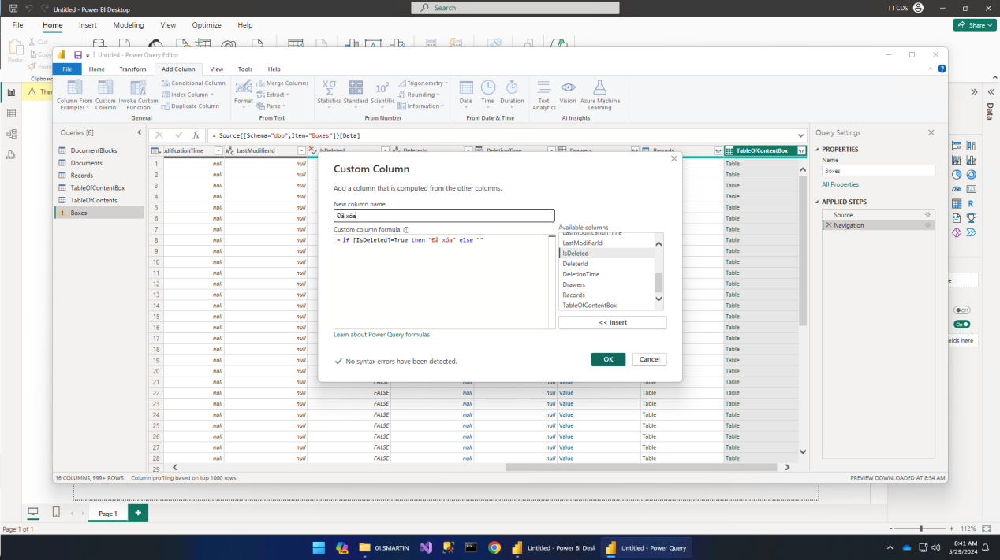 Untitled - Power BI Desktop
Search
TT CDS
File Home Insert Modeling View Optimize Help
Share
Paste
Cut
Copy
Clipboard
Untitled - Power Query Editor
File Home Transform Add Column View Tools Help
Column From Examples
Custom Column
Invoke Custom Function
Conditional Column
Index Column
Duplicate Column
General
Format
Merge Columns
Extract
Parse
From Text
Statistics
Standard
Scientific
Trigonometry
Rounding
Information
From Number
Date
Time
Duration
From Date & Time
Text Analytics
Vision
Azure Machine Learning
AI Insights
Data
Queries [6]
DocumentBlocks
Documents
Records
TableOfContentBox
TableOfContents
Boxes
= Source{[Schema="dbo",Item="Boxes"]}[Data]
LastModifierId IsDeleted DeleterId DeletionTime Drawers Records TableOfContentBox
1 null null Table
2 null null Table
3 null null Table
4 null null Table
5 null null Table
6 null null Table
7 null null Table
8 null null Table
9 null null Table
10 null null Table
11 null null Table
12 null null Table
13 null null Table
14 null null Table
15 null null Table
16 null null Table
17 null null Table
18 null null Table
19 null null Table
20 null null Table
21 null null FALSE null null Value Table Table
22 null null FALSE null null Value Table Table
23 null null FALSE null null Value Table Table
24 null null FALSE null null Value Table Table
25 null null FALSE null null Value Table Table
26 null null FALSE null null Value Table Table
27 null null FALSE null null Value Table Table
28 null null FALSE null null Value Table Table
29
Custom Column
Add a column that is computed from the other columns.
New column name
Đã xóa
Custom column formula
= if [IsDeleted]=True then "Đã xóa" else ""
Available columns
LastModificationTime
LastModifierId
IsDeleted
DeleterId
DeletionTime
Drawers
Records
TableOfContentBox
<< Insert
Learn about Power Query formulas
No syntax errors have been detected.
OK
Cancel
Query Settings
PROPERTIES
Name
Boxes
All Properties
APPLIED STEPS
Source
Navigation
Off
On
elds here
16 COLUMNS, 999+ ROWS Column profiling based on top 1000 rows
PREVIEW DOWNLOADED AT 8:34 AM
Page 1
Page 1 of 1
112%
01.SMARTIN
Untitled - Power BI Desl
Untitled - Power Query
8:41 AM
5/29/2024